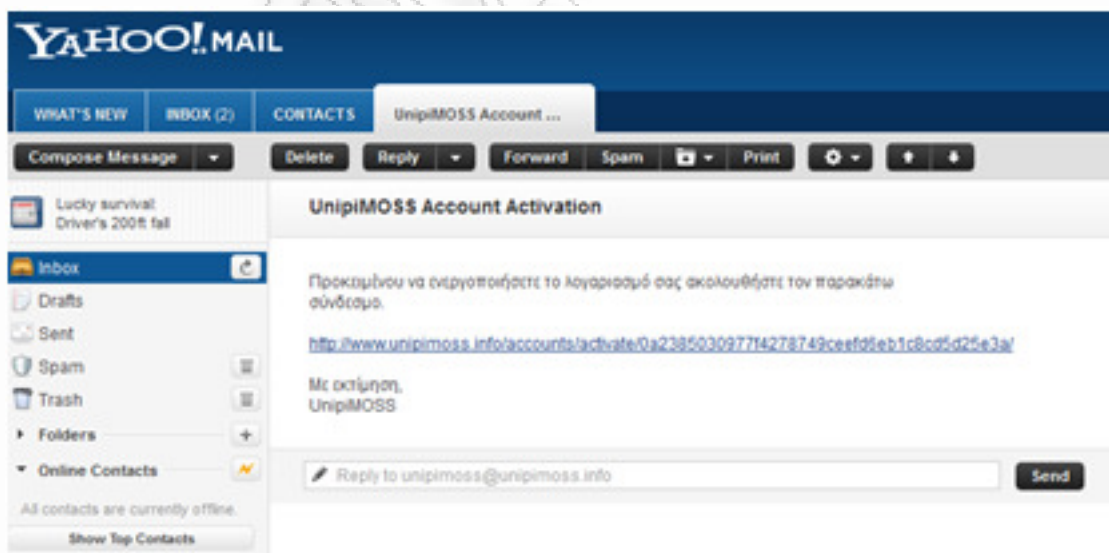 YAHOO! MAIL
WHAT'S NEW INBOX (2) CONTACTS UnipiMOSS Account ...
Compose Message Delete Reply Forward Spam Print
Lucky survival:
Driver's 200ft fall
UnipiMOSS Account Activation
Inbox
Προκειμένου να ενεργοποιήσετε το λογαριασμό σας ακολουθήστε τον παρακάτω
σύνδεσμο.
Drafts
Sent
http://www.unipimoss.info/accounts/activate/0a2385030977f4278749ceefd6eb1c8cd5d25e3a/
Spam
Με εκτίμηση,
UnipiMOSS
Trash
Folders
Online Contacts
Reply to unipimoss@unipimoss.info Send
All contacts are currently offline.
Show Top Contacts